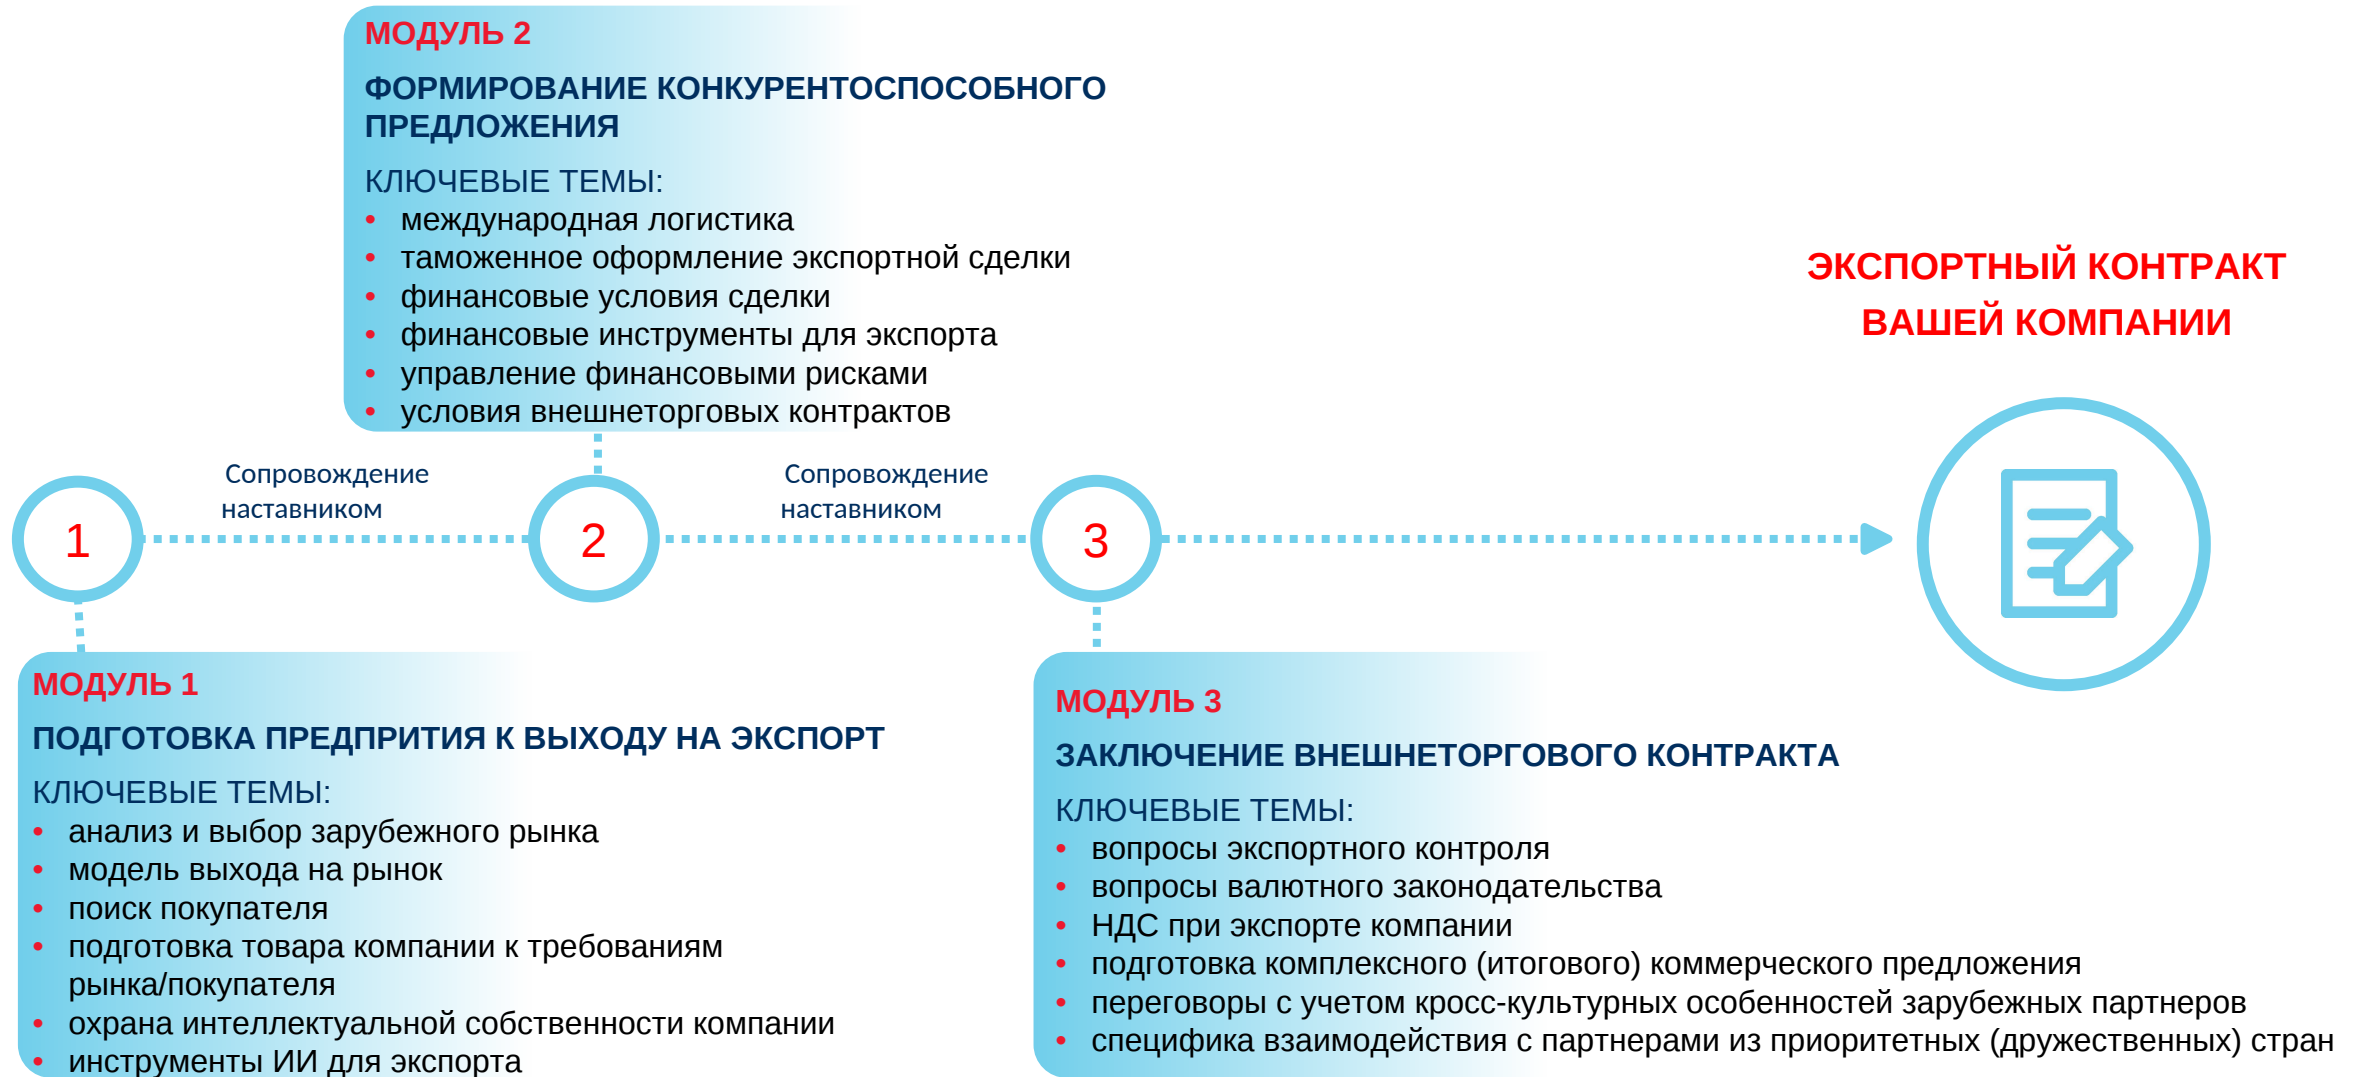 МОДУЛЬ 2
ФОРМИРОВАНИЕ КОНКУРЕНТОСПОСОБНОГО
ПРЕДЛОЖЕНИЯ
КЛЮЧЕВЫЕ ТЕМЫ:
• международная логистика
• таможенное оформление экспортной сделки
• финансовые условия сделки
• финансовые инструменты для экспорта
• управление финансовыми рисками
• условия внешнеторговых контрактов
ЭКСПОРТНЫЙ КОНТРАКТ
ВАШЕЙ КОМПАНИИ
1
Сопровождение
наставником
2
Сопровождение
наставником
3
МОДУЛЬ 1
ПОДГОТОВКА ПРЕДПРИТИЯ К ВЫХОДУ НА ЭКСПОРТ
КЛЮЧЕВЫЕ ТЕМЫ:
• анализ и выбор зарубежного рынка
• модель выхода на рынок
• поиск покупателя
• подготовка товара компании к требованиям
рынка/покупателя
• охрана интеллектуальной собственности компании
• инструменты ИИ для экспорта
МОДУЛЬ 3
ЗАКЛЮЧЕНИЕ ВНЕШНЕТОРГОВОГО КОНТРАКТА
КЛЮЧЕВЫЕ ТЕМЫ:
• вопросы экспортного контроля
• вопросы валютного законодательства
• НДС при экспорте компании
• подготовка комплексного (итогового) коммерческого предложения
• переговоры с учетом кросс-культурных особенностей зарубежных партнеров
• специфика взаимодействия с партнерами из приоритетных (дружественных) стран